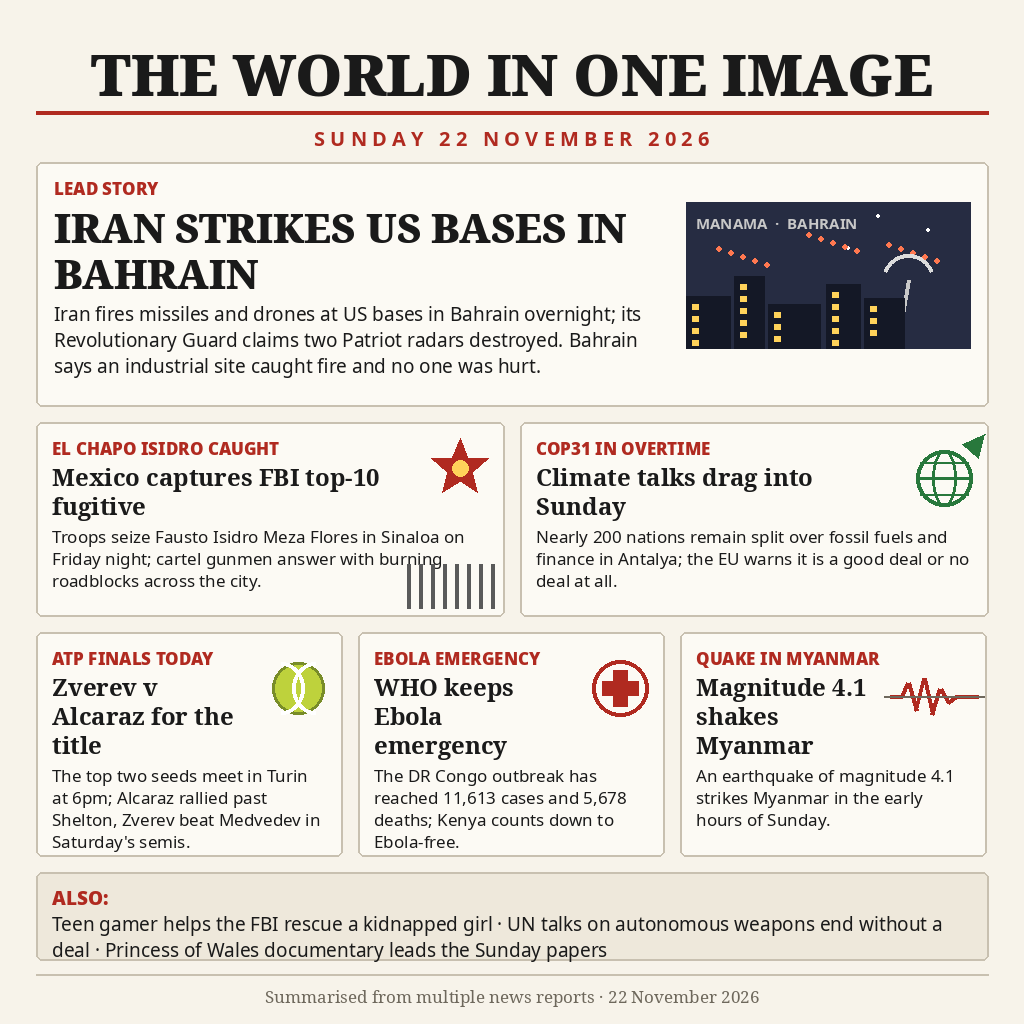 THE WORLD IN ONE IMAGE
SUNDAY 22 NOVEMBER 2026
LEAD STORY
IRAN STRIKES US BASES IN
BAHRAIN
Iran fires missiles and drones at US bases in Bahrain overnight; its
Revolutionary Guard claims two Patriot radars destroyed. Bahrain
says an industrial site caught fire and no one was hurt.
MANAMA · BAHRAIN
EL CHAPO ISIDRO CAUGHT
Mexico captures FBI top-10
fugitive
Troops seize Fausto Isidro Meza Flores in Sinaloa on
Friday night; cartel gunmen answer with burning
roadblocks across the city.
COP31 IN OVERTIME
Climate talks drag into
Sunday
Nearly 200 nations remain split over fossil fuels and
finance in Antalya; the EU warns it is a good deal or no
deal at all.
ATP FINALS TODAY
Zverev v
Alcaraz for the
title
The top two seeds meet in Turin
at 6pm; Alcaraz rallied past
Shelton, Zverev beat Medvedev in
Saturday's semis.
EBOLA EMERGENCY
WHO keeps
Ebola
emergency
The DR Congo outbreak has
reached 11,613 cases and 5,678
deaths; Kenya counts down to
Ebola-free.
QUAKE IN MYANMAR
Magnitude 4.1
shakes
Myanmar
An earthquake of magnitude 4.1
strikes Myanmar in the early
hours of Sunday.
ALSO:
Teen gamer helps the FBI rescue a kidnapped girl · UN talks on autonomous weapons end without a
deal · Princess of Wales documentary leads the Sunday papers
Summarised from multiple news reports · 22 November 2026